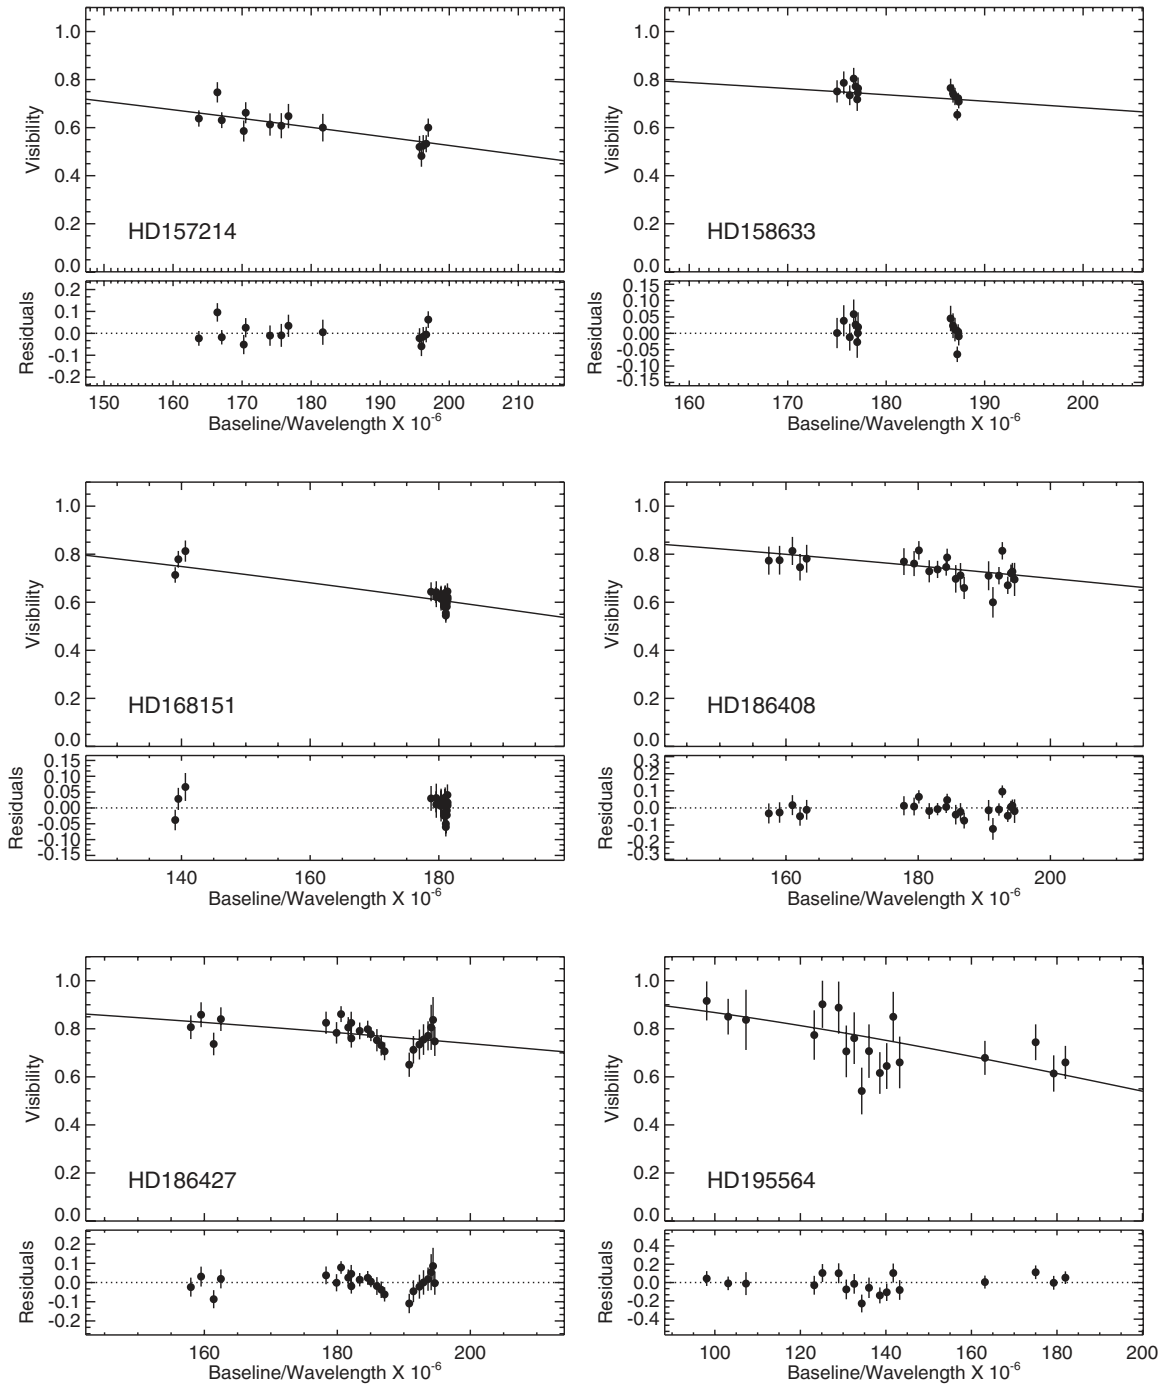 1.0
0.8
0.6
0.4
0.2
0.0
Visibility
HD157214
0.2
0.1
0.0
-0.1
-0.2
Residuals
150 160 170 180 190 200 210
Baseline/Wavelength X 10-6
1.0
0.8
0.6
0.4
0.2
0.0
Visibility
HD158633
0.15
0.10
0.05
0.00
-0.05
-0.10
-0.15
Residuals
160 170 180 190 200
Baseline/Wavelength X 10-6
1.0
0.8
0.6
0.4
0.2
0.0
Visibility
HD168151
0.15
0.10
0.05
0.00
-0.05
-0.10
-0.15
Residuals
140 160 180
Baseline/Wavelength X 10-6
1.0
0.8
0.6
0.4
0.2
0.0
Visibility
HD186408
0.3
0.2
0.1
0.0
-0.1
-0.2
-0.3
Residuals
160 180 200
Baseline/Wavelength X 10-6
1.0
0.8
0.6
0.4
0.2
0.0
Visibility
HD186427
0.2
0.1
0.0
-0.1
-0.2
Residuals
160 180 200
Baseline/Wavelength X 10-6
1.0
0.8
0.6
0.4
0.2
0.0
Visibility
HD195564
0.4
0.2
0.0
-0.2
-0.4
Residuals
100 120 140 160 180 200
Baseline/Wavelength X 10-6